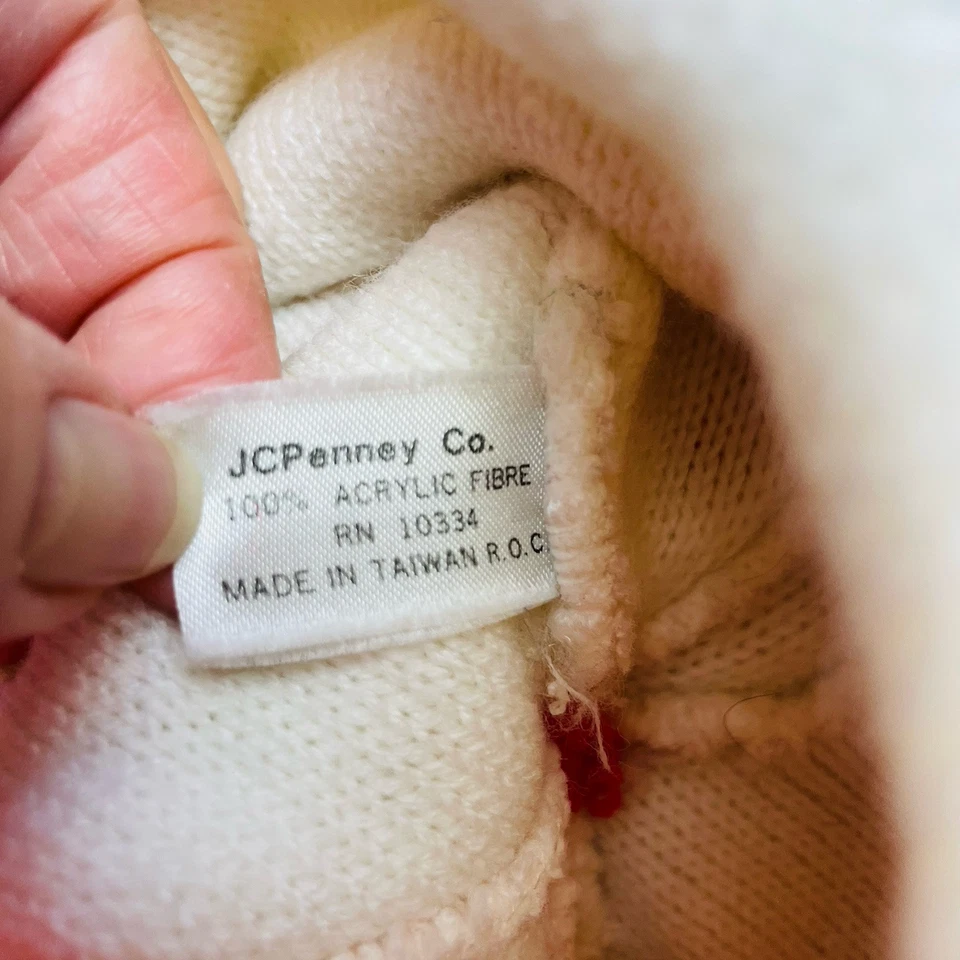 JCPenney Co.
100% ACRYLIC FIBRE
RN 10334
MADE IN TAIWAN R.O.C